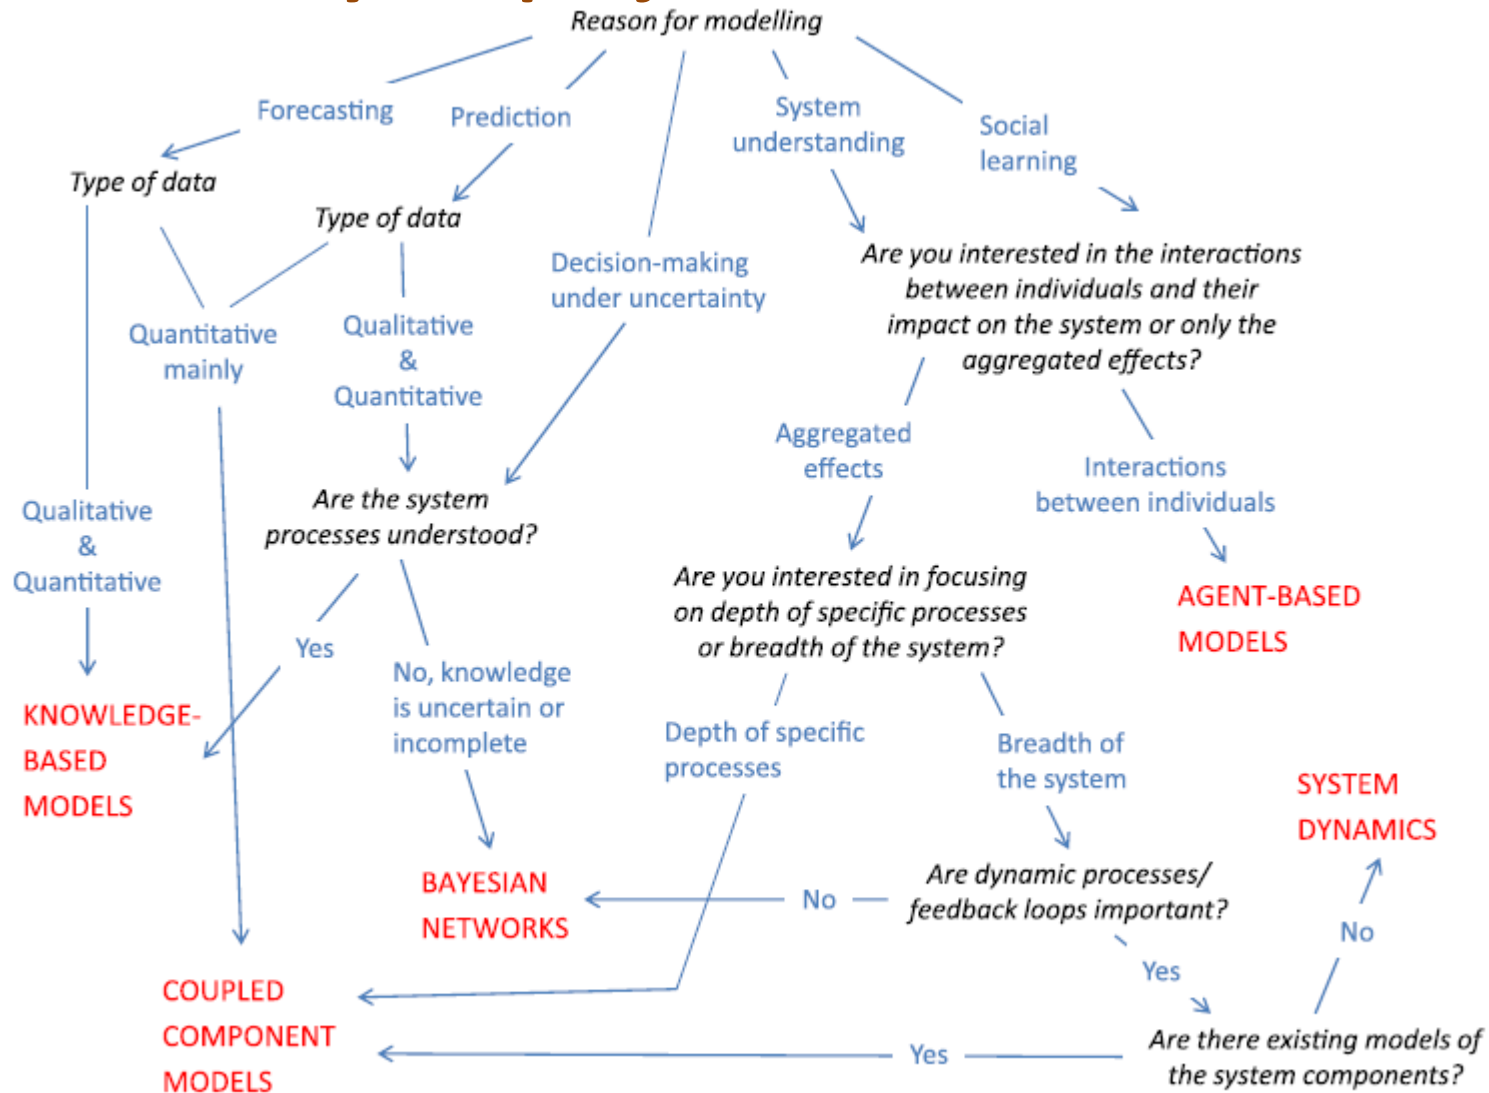 Reason for modelling
Forecasting
Prediction
System
understanding
Social
learning
Type of data
Type of data
Decision-making
under uncertainty
Are you interested in the interactions
between individuals and their
impact on the system or only the
aggregated effects?
Quantitative
mainly
Qualitative
&
Quantitative
Aggregated
effects
Interactions
between individuals
Qualitative
&
Quantitative
Are the system
processes understood?
Are you interested in focusing
on depth of specific processes
or breadth of the system?
AGENT-BASED
MODELS
Yes
No, knowledge
is uncertain or
incomplete
KNOWLEDGE-
BASED
MODELS
Depth of specific
processes
Breadth of
the system
SYSTEM
DYNAMICS
BAYESIAN
NETWORKS
No
Are dynamic processes/
feedback loops important?
No
Yes
COUPLED
COMPONENT
MODELS
Yes
Are there existing models of
the system components?